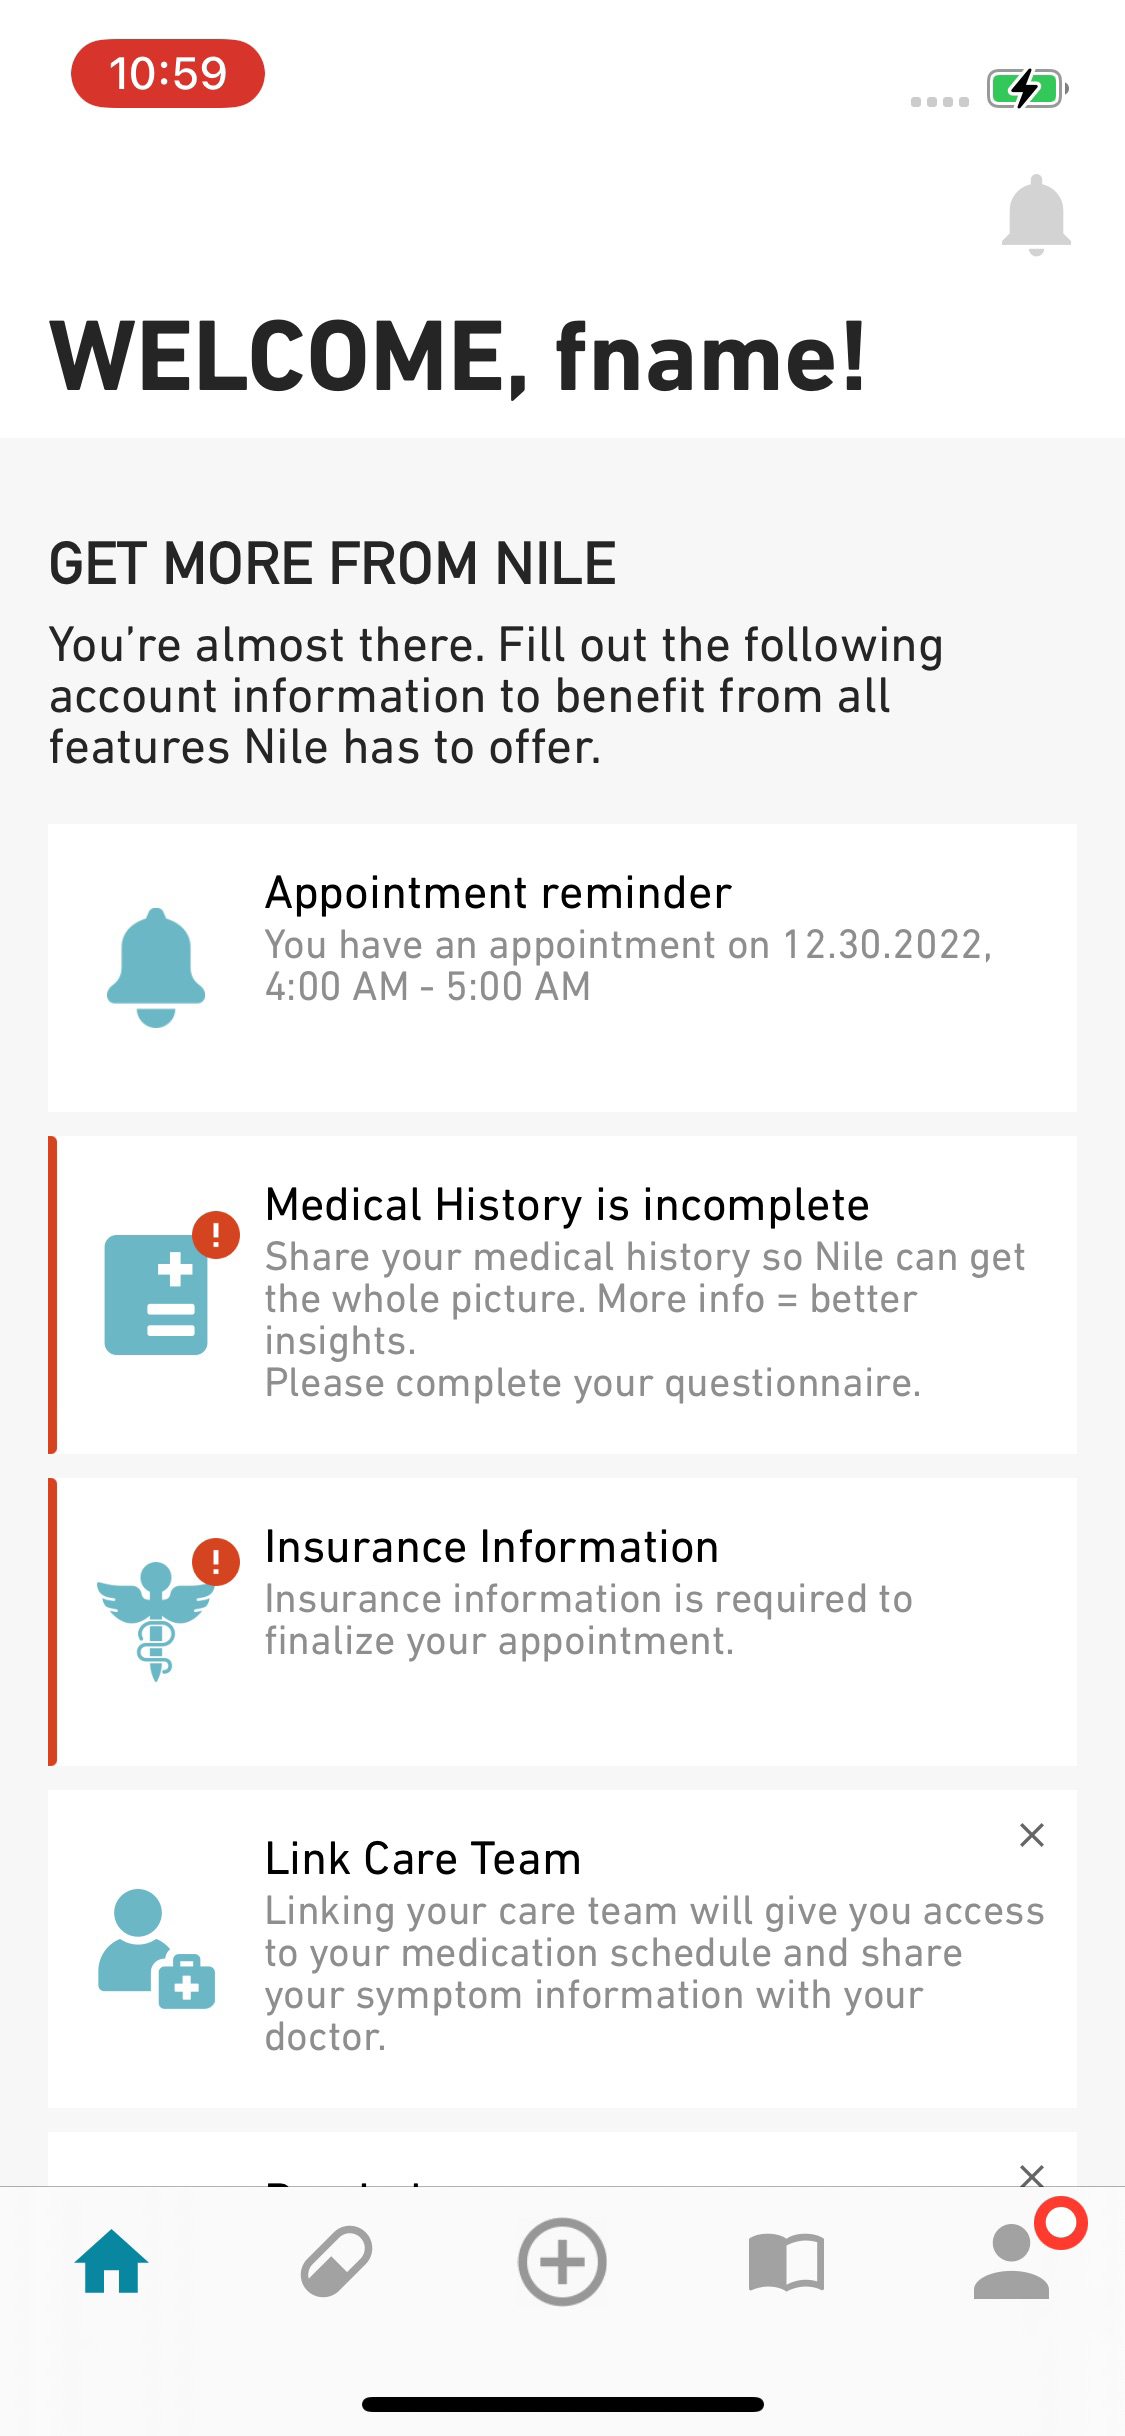 10:59
WELCOME, fname!
GET MORE FROM NILE
You’re almost there. Fill out the following
account information to benefit from all
features Nile has to offer.
Appointment reminder
You have an appointment on 12.30.2022,
4:00 AM - 5:00 AM
Medical History is incomplete
Share your medical history so Nile can get
the whole picture. More info = better
insights.
Please complete your questionnaire.
Insurance Information
Insurance information is required to
finalize your appointment.
Link Care Team
Linking your care team will give you access
to your medication schedule and share
your symptom information with your
doctor.